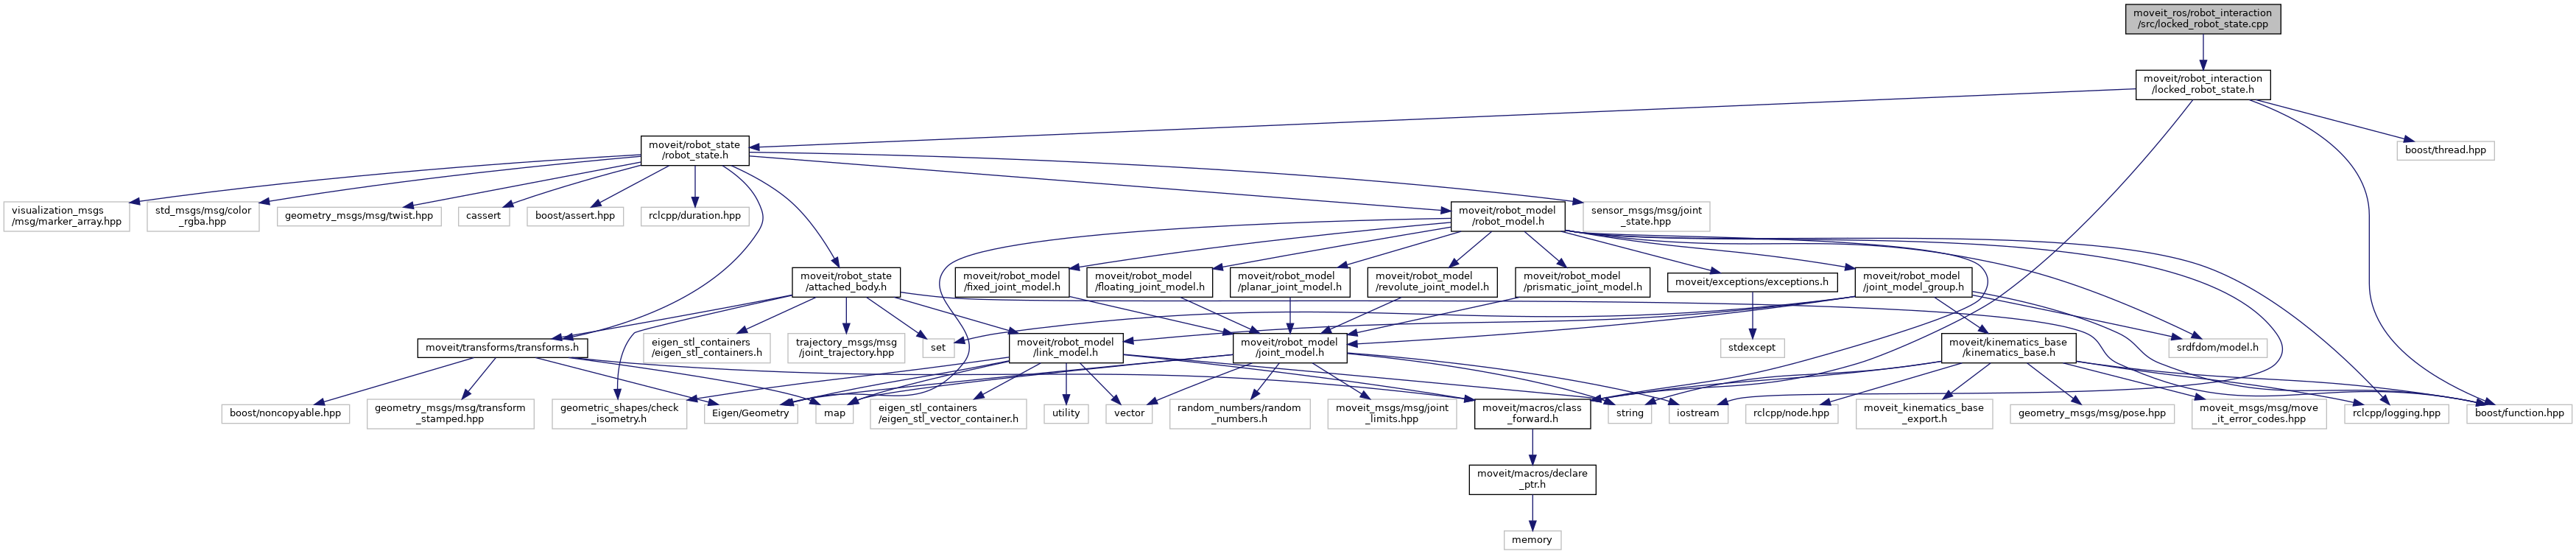 moveit_ros/robot_interaction
/src/locked_robot_state.cpp
moveit/robot_interaction
/locked_robot_state.h
moveit/robot_state
/robot_state.h
boost/thread.hpp
visualization_msgs
/msg/marker_array.hpp
std_msgs/msg/color
_rgba.hpp
geometry_msgs/msg/twist.hpp
cassert
boost/assert.hpp
rclcpp/duration.hpp
moveit/robot_model
/robot_model.h
sensor_msgs/msg/joint
_state.hpp
moveit/robot_state
/attached_body.h
moveit/robot_model
/fixed_joint_model.h
moveit/robot_model
/floating_joint_model.h
moveit/robot_model
/planar_joint_model.h
moveit/robot_model
/revolute_joint_model.h
moveit/robot_model
/prismatic_joint_model.h
moveit/exceptions/exceptions.h
moveit/robot_model
/joint_model_group.h
moveit/transforms/transforms.h
eigen_stl_containers
/eigen_stl_containers.h
trajectory_msgs/msg
/joint_trajectory.hpp
set
moveit/robot_model
/link_model.h
moveit/robot_model
/joint_model.h
stdexcept
moveit/kinematics_base
/kinematics_base.h
srdfdom/model.h
boost/noncopyable.hpp
geometry_msgs/msg/transform
_stamped.hpp
geometric_shapes/check
_isometry.h
Eigen/Geometry
map
eigen_stl_containers
/eigen_stl_vector_container.h
utility
vector
random_numbers/random
_numbers.h
moveit_msgs/msg/joint
_limits.hpp
moveit/macros/class
_forward.h
string
iostream
rclcpp/node.hpp
moveit_kinematics_base
_export.h
geometry_msgs/msg/pose.hpp
moveit_msgs/msg/move
_it_error_codes.hpp
rclcpp/logging.hpp
boost/function.hpp
moveit/macros/declare
_ptr.h
memory